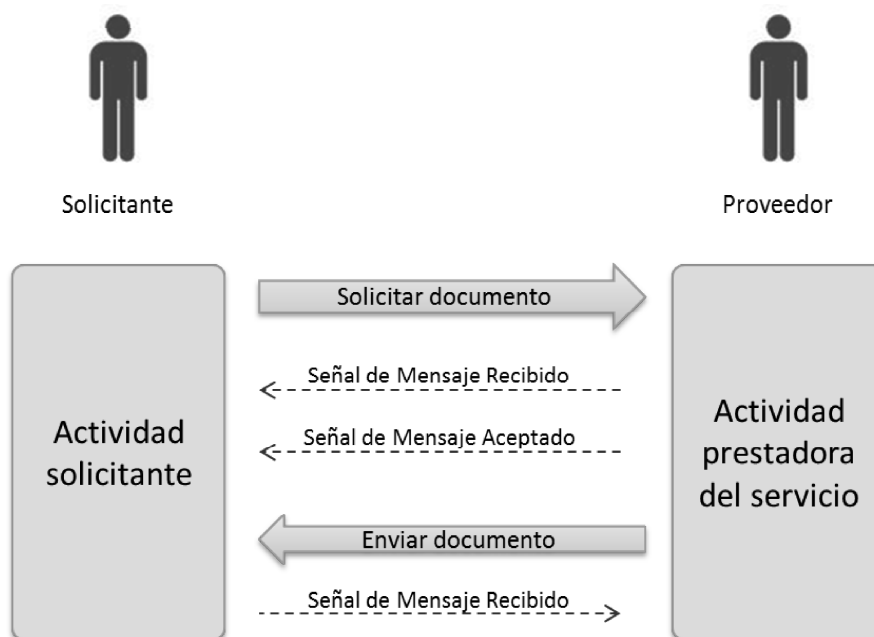 Solicitante
Proveedor
Solicitar documento
Señal de Mensaje Recibido
Señal de Mensaje Aceptado
Actividad
solicitante
Actividad
prestadora
del servicio
Enviar documento
Señal de Mensaje Recibido